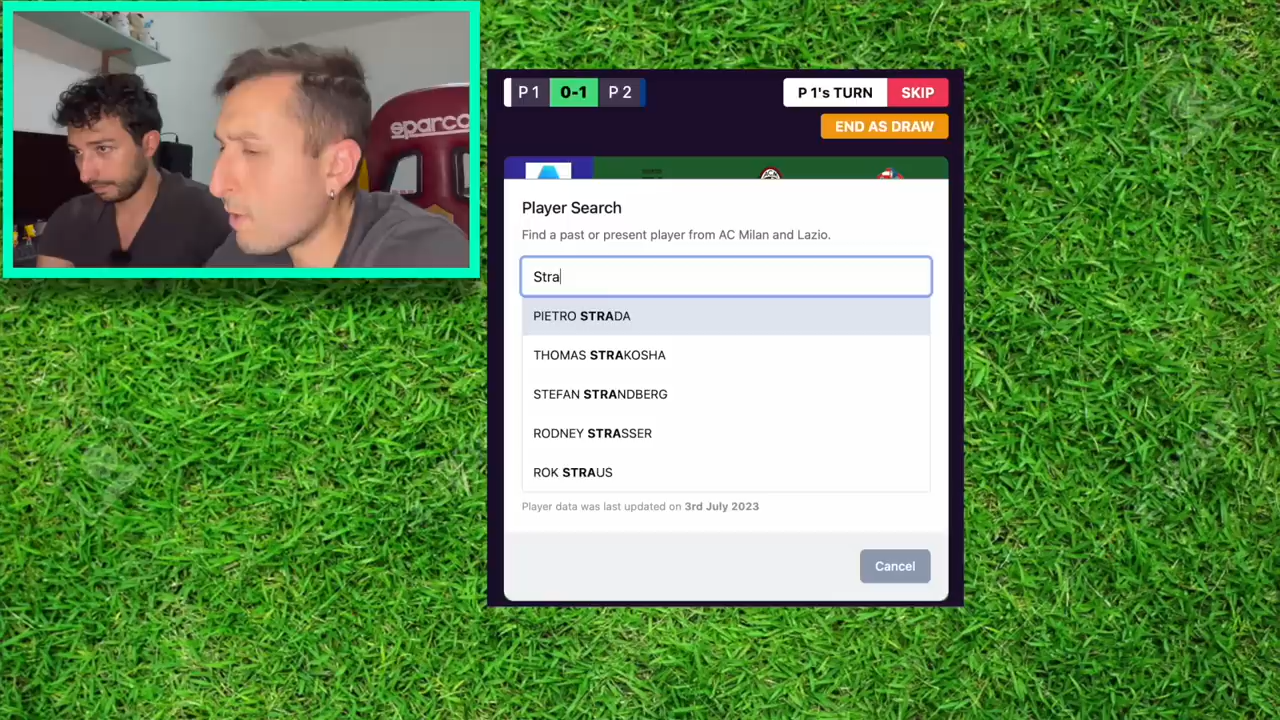 sparco
P 1 0-1 P 2
P 1's TURN SKIP
END AS DRAW
Player Search
Find a past or present player from AC Milan and Lazio.
Stra
PIETRO STRADA
THOMAS STRAKOSHA
STEFAN STRANDBERG
RODNEY STRASSER
ROK STRAUS
Player data was last updated on 3rd July 2023
Cancel